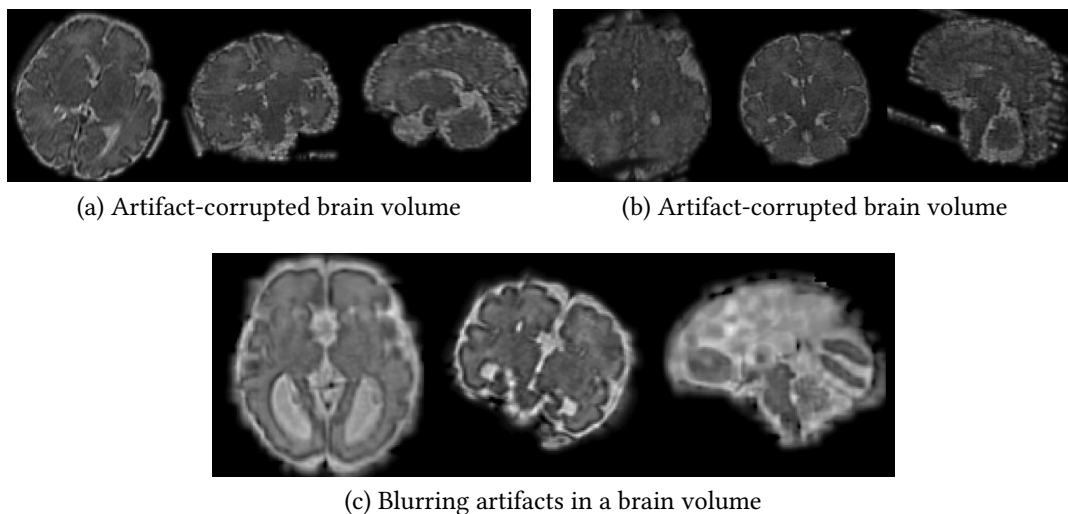 (a) Artifact-corrupted brain volume
(b) Artifact-corrupted brain volume
(c) Blurring artifacts in a brain volume